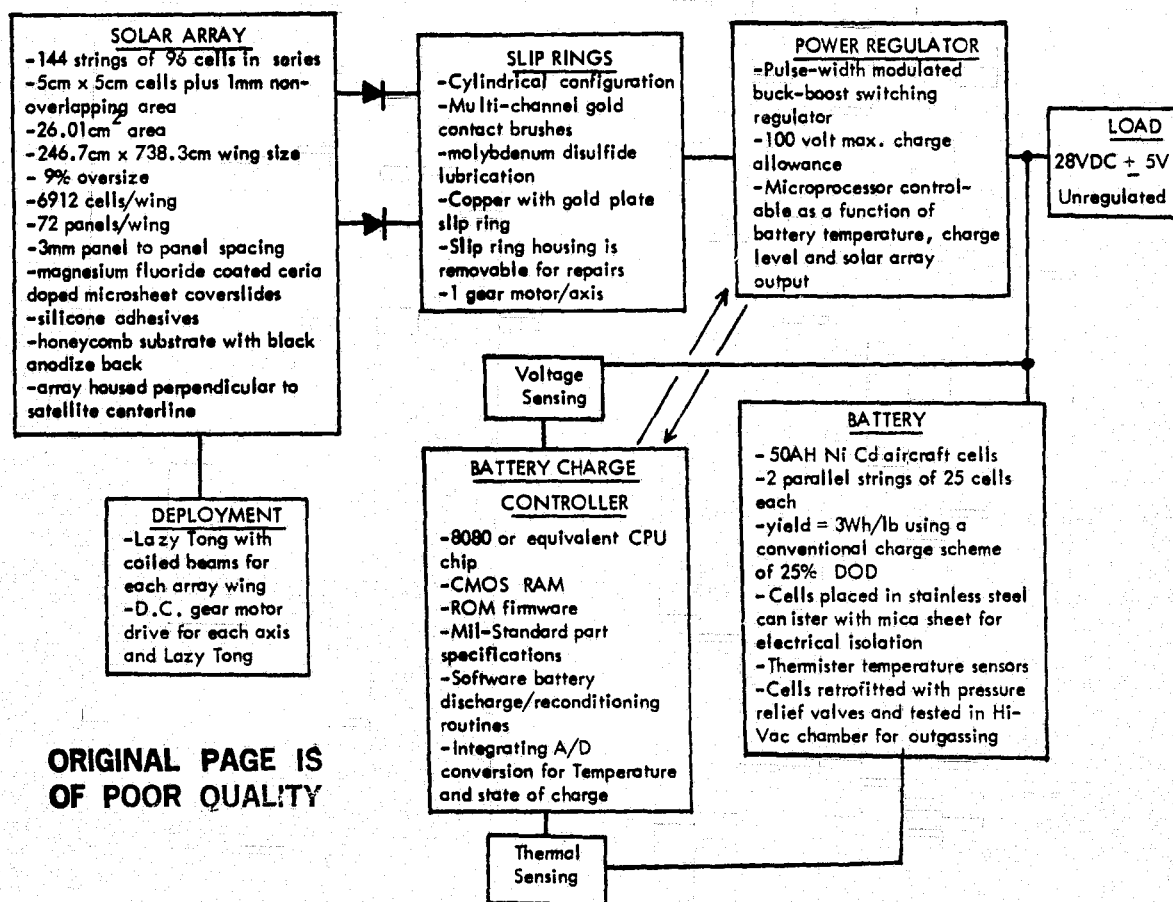 SOLAR ARRAY
-144 strings of 96 cells in series
-5cm x 5cm cells plus 1mm non-
overlapping area
-26.01cm² area
-246.7cm x 738.3cm wing size
- 9% oversize
-6912 cells/wing
-72 panels/wing
-3mm panel to panel spacing
-magnesium fluoride coated ceria
doped microsheet coverslides
-silicone adhesives
-honeycomb substrate with black
anodize back
-array housed perpendicular to
satellite centerline
SLIP RINGS
-Cylindrical configuration
-Multi-channel gold
contact brushes
-molybdenum disulfide
lubrication
-Copper with gold plate
slip ring
-Slip ring housing is
removable for repairs
-1 gear motor/axis
POWER REGULATOR
-Pulse-width modulated
buck-boost switching
regulator
-100 volt max. charge
allowance
-Microprocessor control-
able as a function of
battery temperature, charge
level and solar array
output
LOAD
28VDC ± 5V
Unregulated
Voltage
Sensing
DEPLOYMENT
-Lazy Tong with
coiled beams for
each array wing
-D.C. gear motor
drive for each axis
and Lazy Tong
BATTERY CHARGE
CONTROLLER
-8080 or equivalent CPU
chip
-CMOS RAM
-ROM firmware
-Mil-Standard part
specifications
-Software battery
discharge/reconditioning
routines
-Integrating A/D
conversion for Temperature
and state of charge
BATTERY
- 50AH Ni Cd aircraft cells
-2 parallel strings of 25 cells
each
-yield = 3Wh/lb using a
conventional charge scheme
of 25% DOD
-Cells placed in stainless steel
canister with mica sheet for
electrical isolation
-Thermister temperature sensors
-Cells retrofitted with pressure
relief valves and tested in Hi-
Vac chamber for outgassing
Thermal
Sensing
ORIGINAL PAGE IS
OF POOR QUALITY